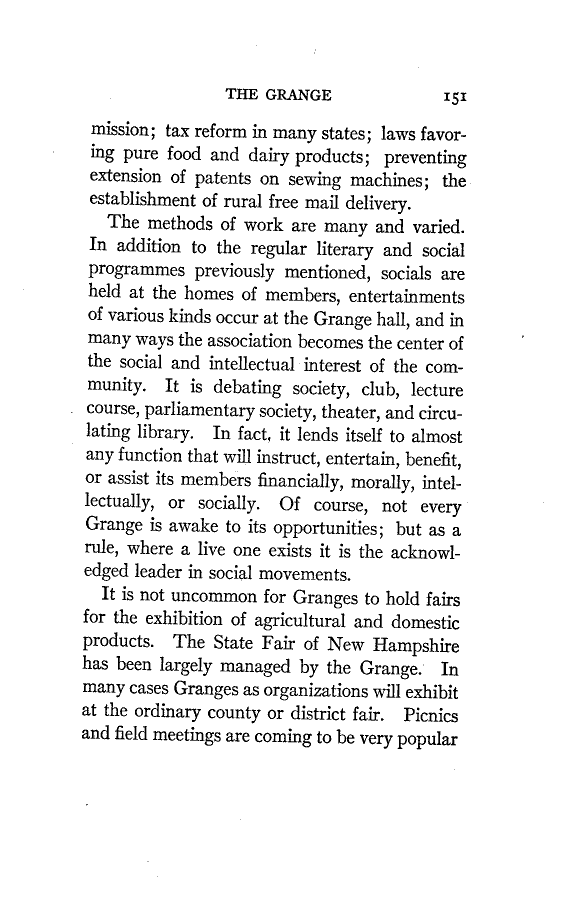 THE GRANGE 151
mission; tax reform in many states; laws favor-
ing pure food and dairy products; preventing
extension of patents on sewing machines; the
establishment of rural free mail delivery.
The methods of work are many and varied.
In addition to the regular literary and social
programmes previously mentioned, socials are
held at the homes of members, entertainments
of various kinds occur at the Grange hall, and in
many ways the association becomes the center of
the social and intellectual interest of the com-
munity. It is debating society, club, lecture
course, parliamentary society, theater, and circu-
lating library. In fact, it lends itself to almost
any function that will instruct, entertain, benefit,
or assist its members financially, morally, intel-
lectually, or socially. Of course, not every
Grange is awake to its opportunities; but as a
rule, where a live one exists it is the acknowl-
edged leader in social movements.
It is not uncommon for Granges to hold fairs
for the exhibition of agricultural and domestic
products. The State Fair of New Hampshire
has been largely managed by the Grange. In
many cases Granges as organizations will exhibit
at the ordinary county or district fair. Picnics
and field meetings are coming to be very popular